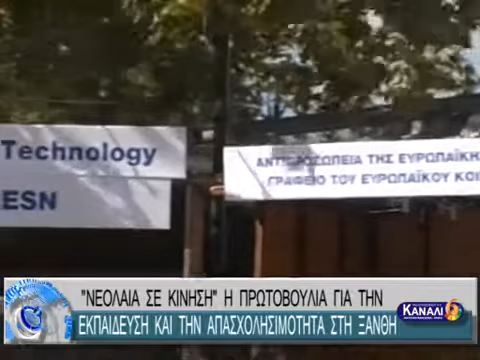 Technology
ESN
ΑΝΤΙΠΡΟΣΩΠΕΙΑ ΤΗΣ ΕΥΡΩΠΑΪΚΗ
ΓΡΑΦΕΙΟ ΤΟΥ ΕΥΡΩΠΑΪΚΟΥ ΚΟΙ
"ΝΕΟΛΑΙΑ ΣΕ ΚΙΝΗΣΗ" Η ΠΡΩΤΟΒΟΥΛΙΑ ΓΙΑ ΤΗΝ
ΕΚΠΑΙΔΕΥΣΗ ΚΑΙ ΤΗΝ ΑΠΑΣΧΟΛΗΣΙΜΟΤΗΤΑ ΣΤΗ ΞΑΝΘΗ
ΚΑΝΑΛΙ 6